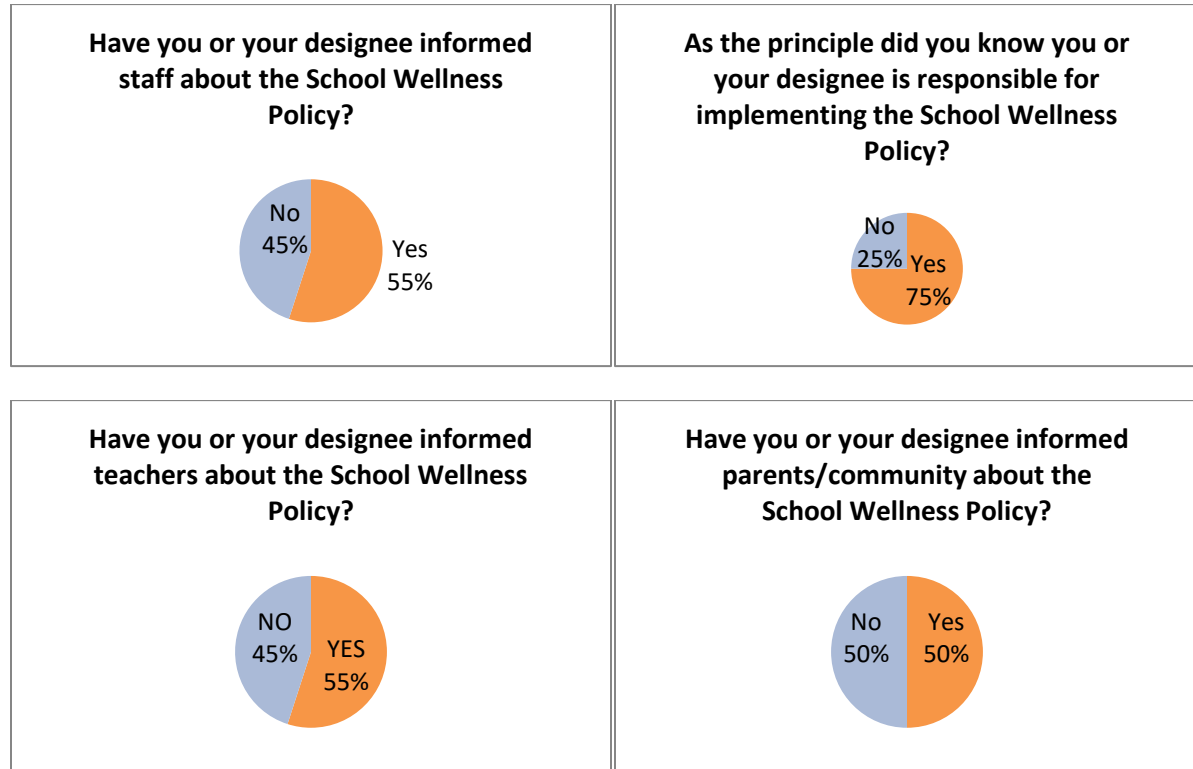 Have you or your designee informed
staff about the School Wellness
Policy?
No
45%
Yes
55%
As the principle did you know you or
your designee is responsible for
implementing the School Wellness
Policy?
No
25%
Yes
75%
Have you or your designee informed
teachers about the School Wellness
Policy?
NO
45%
YES
55%
Have you or your designee informed
parents/community about the
School Wellness Policy?
No
50%
Yes
50%